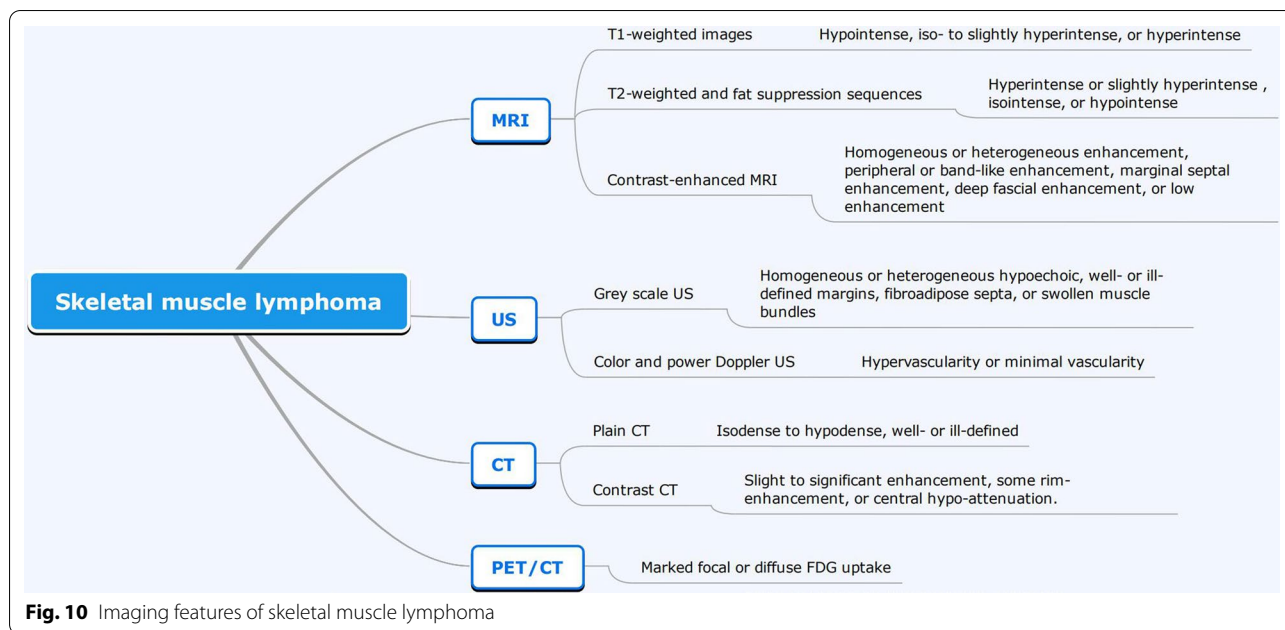 T1-weighted images Hypointense, iso- to slightly hyperintense, or hyperintense
T2-weighted and fat suppression sequences
Hyperintense or slightly hyperintense ,
isointense, or hypointense
MRI
Contrast-enhanced MRI
Homogeneous or heterogeneous enhancement,
peripheral or band-like enhancement, marginal septal
enhancement, deep fascial enhancement, or low
enhancement
Skeletal muscle lymphoma
US
Grey scale US
Homogeneous or heterogeneous hypoechoic, well- or ill-
defined margins, fibroadipose septa, or swollen muscle
bundles
Color and power Doppler US Hypervascularity or minimal vascularity
CT
Plain CT Isodense to hypodense, well- or ill-defined
Contrast CT
Slight to significant enhancement, some rim-
enhancement, or central hypo-attenuation.
PET/CT Marked focal or diffuse FDG uptake
Fig. 10 Imaging features of skeletal muscle lymphoma